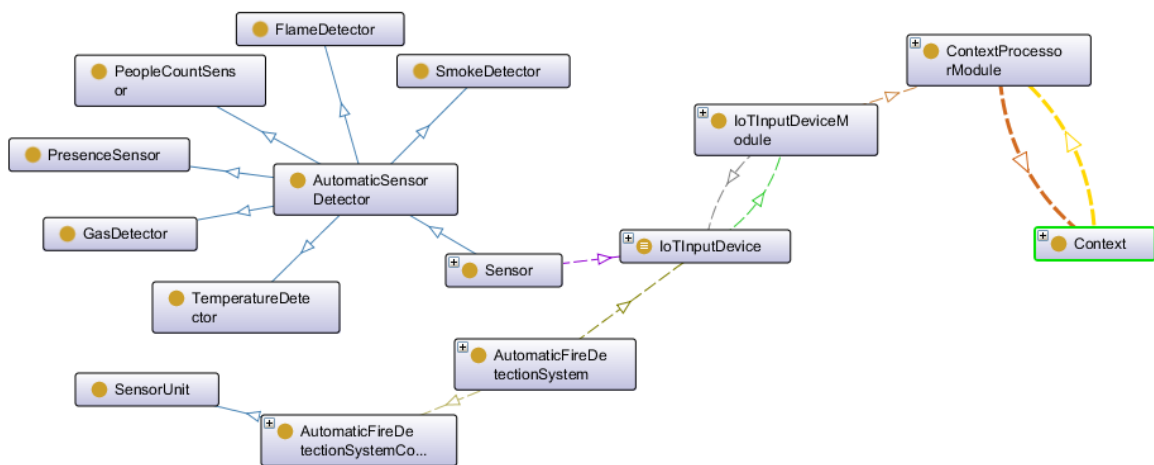 FlameDetector
PeopleCountSens
or
SmokeDetector
ContextProcesso
rModule
IoTInputDeviceM
odule
PresenceSensor
AutomaticSensor
Detector
GasDetector
IoTInputDevice
Context
Sensor
TemperatureDete
ctor
AutomaticFireDe
tectionSystem
SensorUnit
AutomaticFireDe
tectionSystemCo...